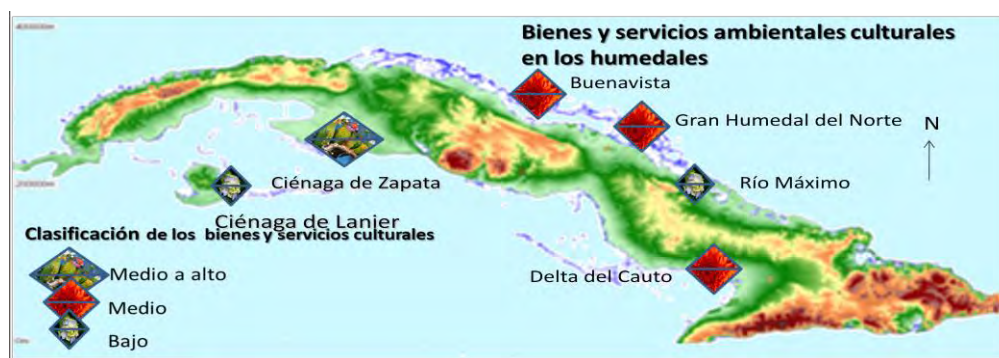 Bienes y servicios ambientales culturales
en los humedales
Buenavista
Gran Humedal del Norte
N
Ciénaga de Zapata
Río Máximo
Ciénaga de Lanier
Clasificación de los bienes y servicios culturales
Delta del Cauto
Medio a alto
Medio
Bajo